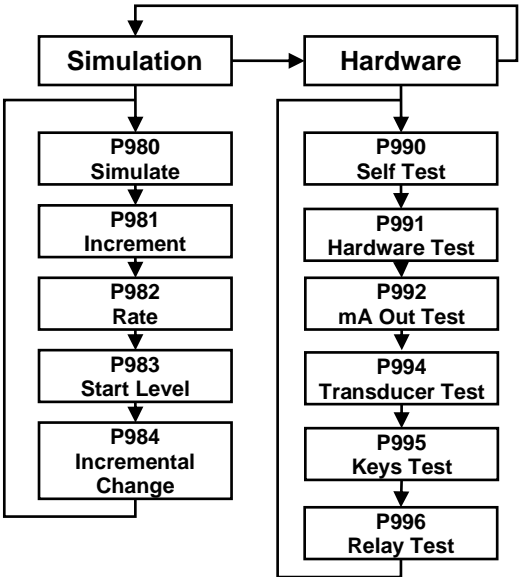 Simulation
Hardware
P980
Simulate
P981
Increment
P982
Rate
P983
Start Level
P984
Incremental
Change
P990
Self Test
P991
Hardware Test
P992
mA Out Test
P994
Transducer Test
P995
Keys Test
P996
Relay Test